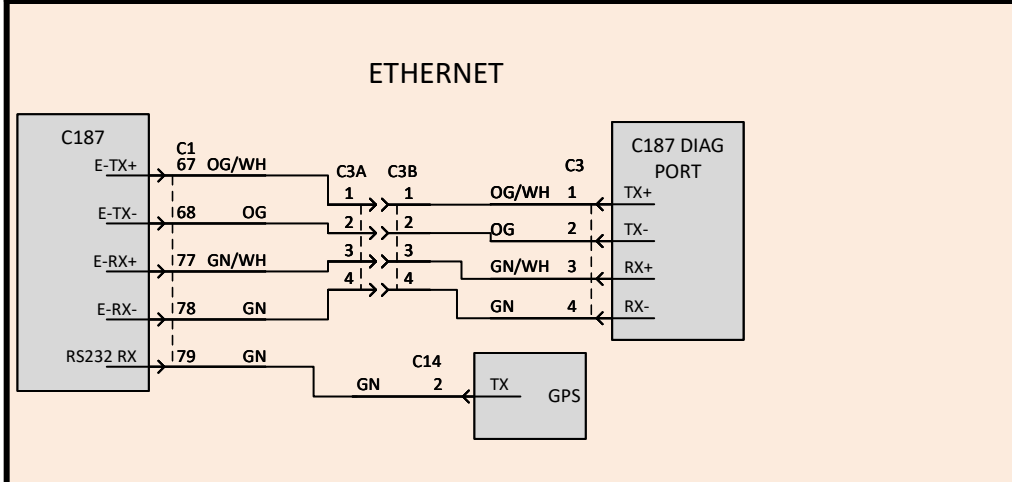 ETHERNET
C187
C1
E-TX+ 67 OG/WH
E-TX- 68 OG
E-RX+ 77 GN/WH
E-RX- 78 GN
RS232 RX 79 GN
C3A C3B
1 1
2 2
3 3
4 4
C3
OG/WH 1 TX+
OG 2 TX-
GN/WH 3 RX+
GN 4 RX-
C187 DIAG
PORT
C14
GN 2 TX
GPS